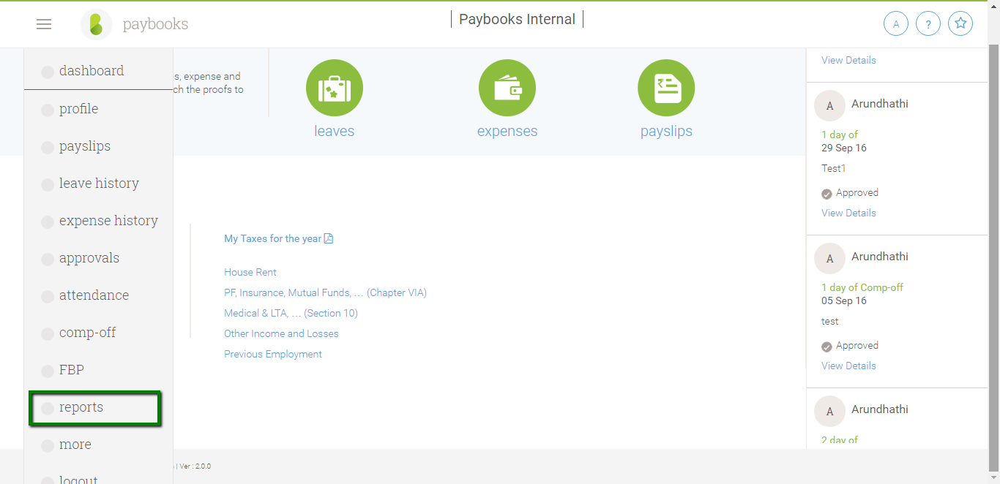 paybooks
Paybooks Internal
A
?
dashboard
profile
payslips
leave history
expense history
approvals
attendance
comp-off
FBP
reports
more
logout
s, expense and
ch the proofs to
leaves
expenses
payslips
My Taxes for the year
House Rent
PF, Insurance, Mutual Funds, ... (Chapter VIA)
Medical & LTA, ... (Section 10)
Other Income and Losses
Previous Employment
View Details
A
Arundhathi
1 day of
29 Sep 16
Test1
Approved
View Details
A
Arundhathi
1 day of Comp-off
05 Sep 16
test
Approved
View Details
A
Arundhathi
2 day of
| Ver : 2.0.0